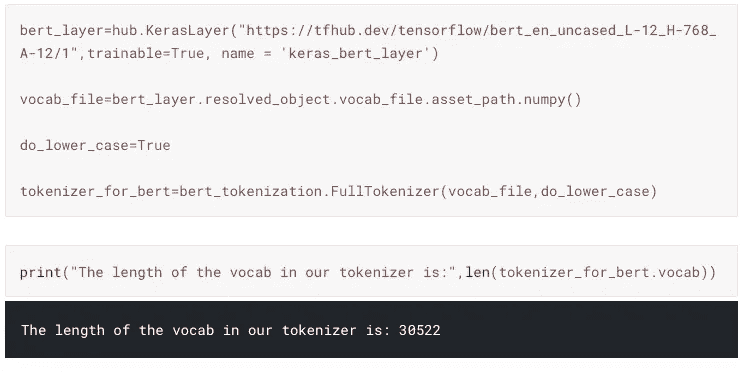 bert_layer=hub.KerasLayer("https://tfhub.dev/tensorflow/bert_en_uncased_L-12_H-768_
A-12/1",trainable=True, name = 'keras_bert_layer')
vocab_file=bert_layer.resolved_object.vocab_file.asset_path.numpy()
do_lower_case=True
tokenizer_for_bert=bert_tokenization.FullTokenizer(vocab_file,do_lower_case)
print("The length of the vocab in our tokenizer is:",len(tokenizer_for_bert.vocab))
The length of the vocab in our tokenizer is: 30522